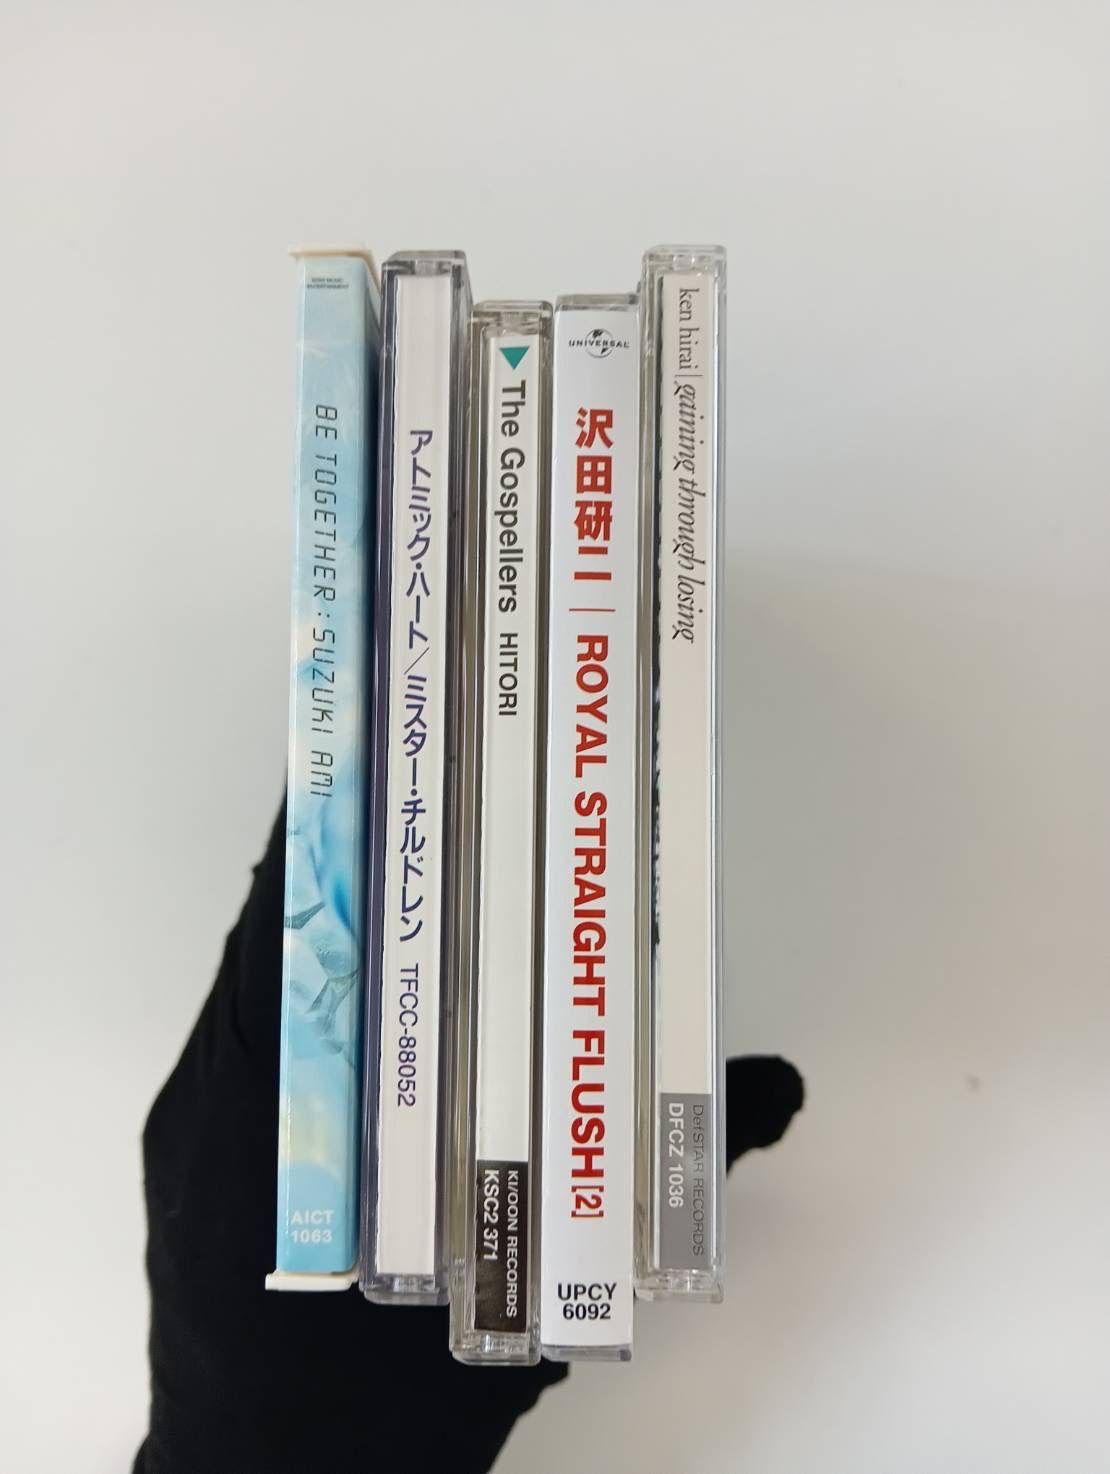 SONY MUSIC
ENTERTAINMENT
BE TOGETHER : SUZUKI AMI
AICT
1063
アトミック・ハート／ミスター・チルドレン TFCC-88052
The Gospellers HITORI
KI/OON RECORDS
KSC2 371
UNIVERSAL
沢田研二｜ROYAL STRAIGHT FLUSH[2]
UPCY
6092
ken hirai | gaining through losing
DefSTAR RECORDS
DFCZ 1036